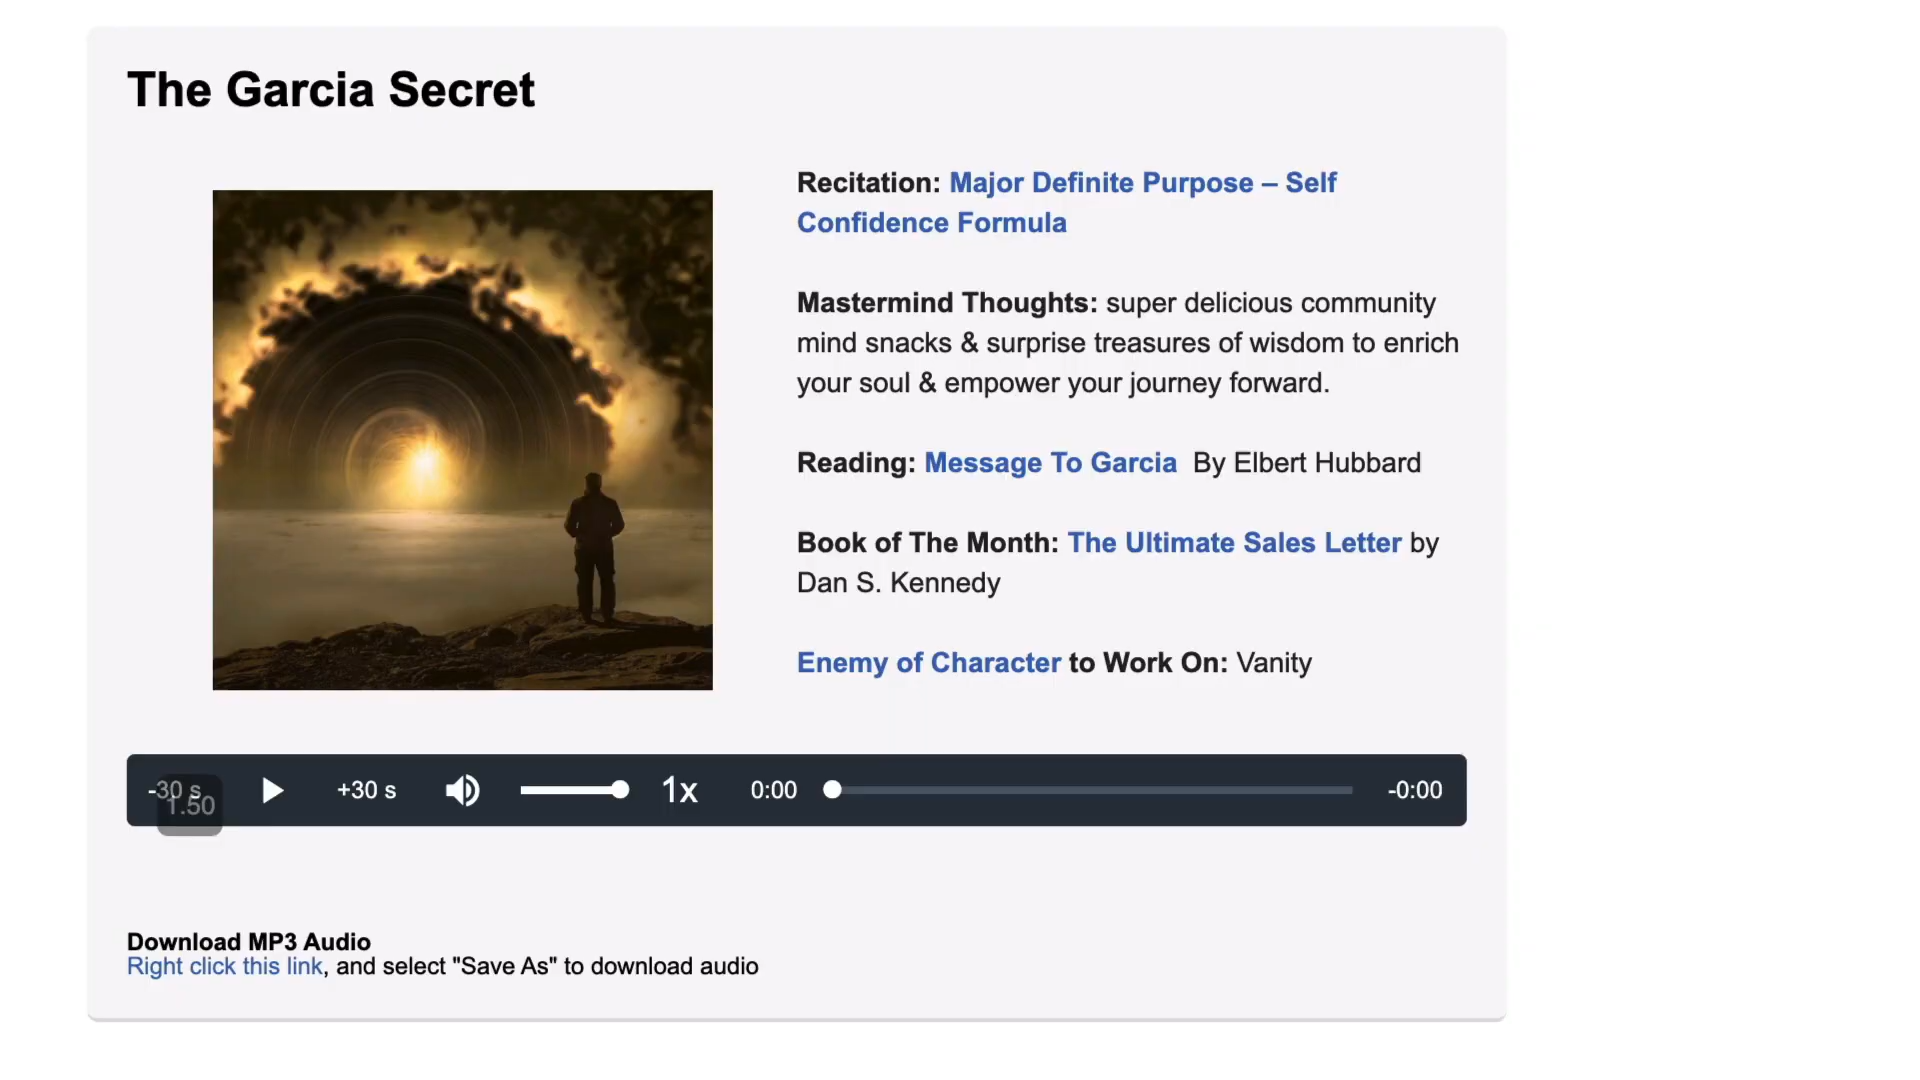 The Garcia Secret
Recitation: Major Definite Purpose – Self
Confidence Formula
Mastermind Thoughts: super delicious community
mind snacks & surprise treasures of wisdom to enrich
your soul & empower your journey forward.
Reading: Message To Garcia By Elbert Hubbard
Book of The Month: The Ultimate Sales Letter by
Dan S. Kennedy
Enemy of Character to Work On: Vanity
-30 s +30 s 1x 0:00 -0:00
1.50
Download MP3 Audio
Right click this link, and select "Save As" to download audio